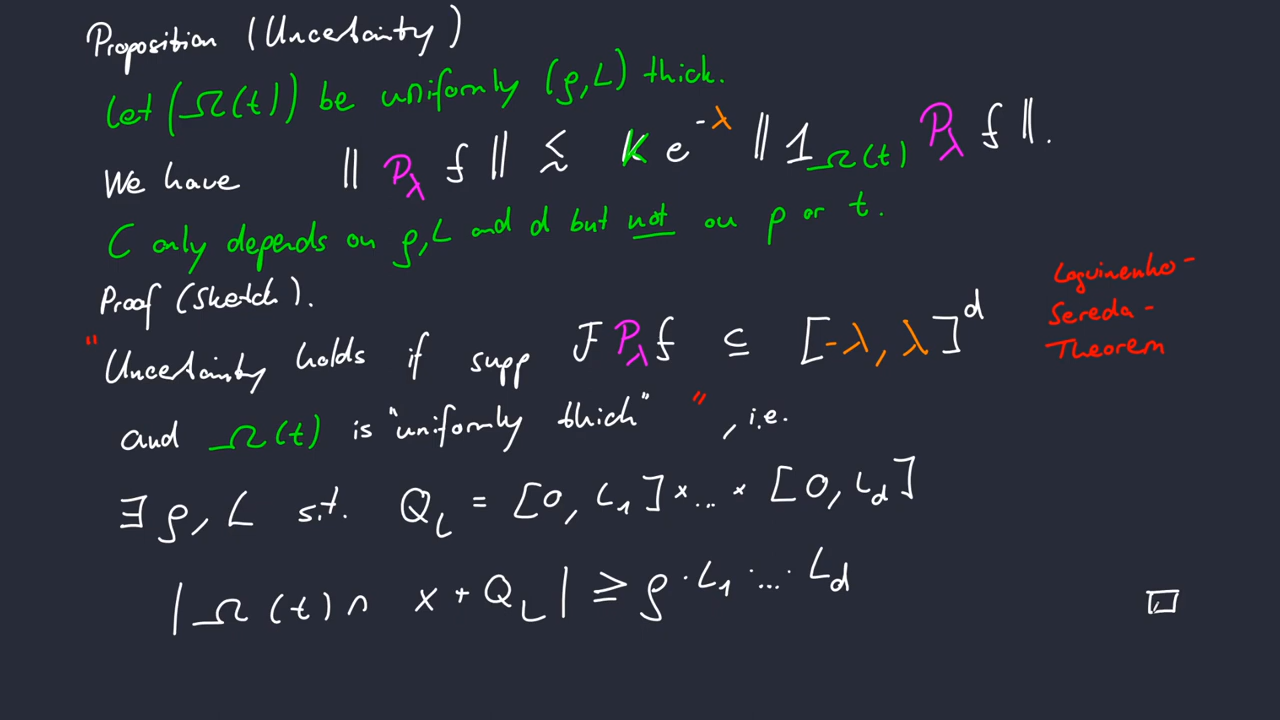 Proposition (Uncertainty)
Let (Ω(t)) be uniformly (ρ,L) thick.
We have ‖ P_λ f ‖ ≲ K e^{-λ} ‖ 1_{Ω(t)} P_λ f ‖.
C only depends on ρ,L and d but not on p or t.
Proof (Sketch).
"Uncertainty holds if supp F P_λ f ⊆ [-λ, λ]^d
and Ω(t) is "uniformly thick" ", i.e.
∃ ρ, L s.t. Q_L = [0, L_1] × ... × [0, L_d]
| Ω(t) ∩ x + Q_L | ≥ ρ · L_1 · ... · L_d
□
Loguinenko-
Sereda-
Theorem